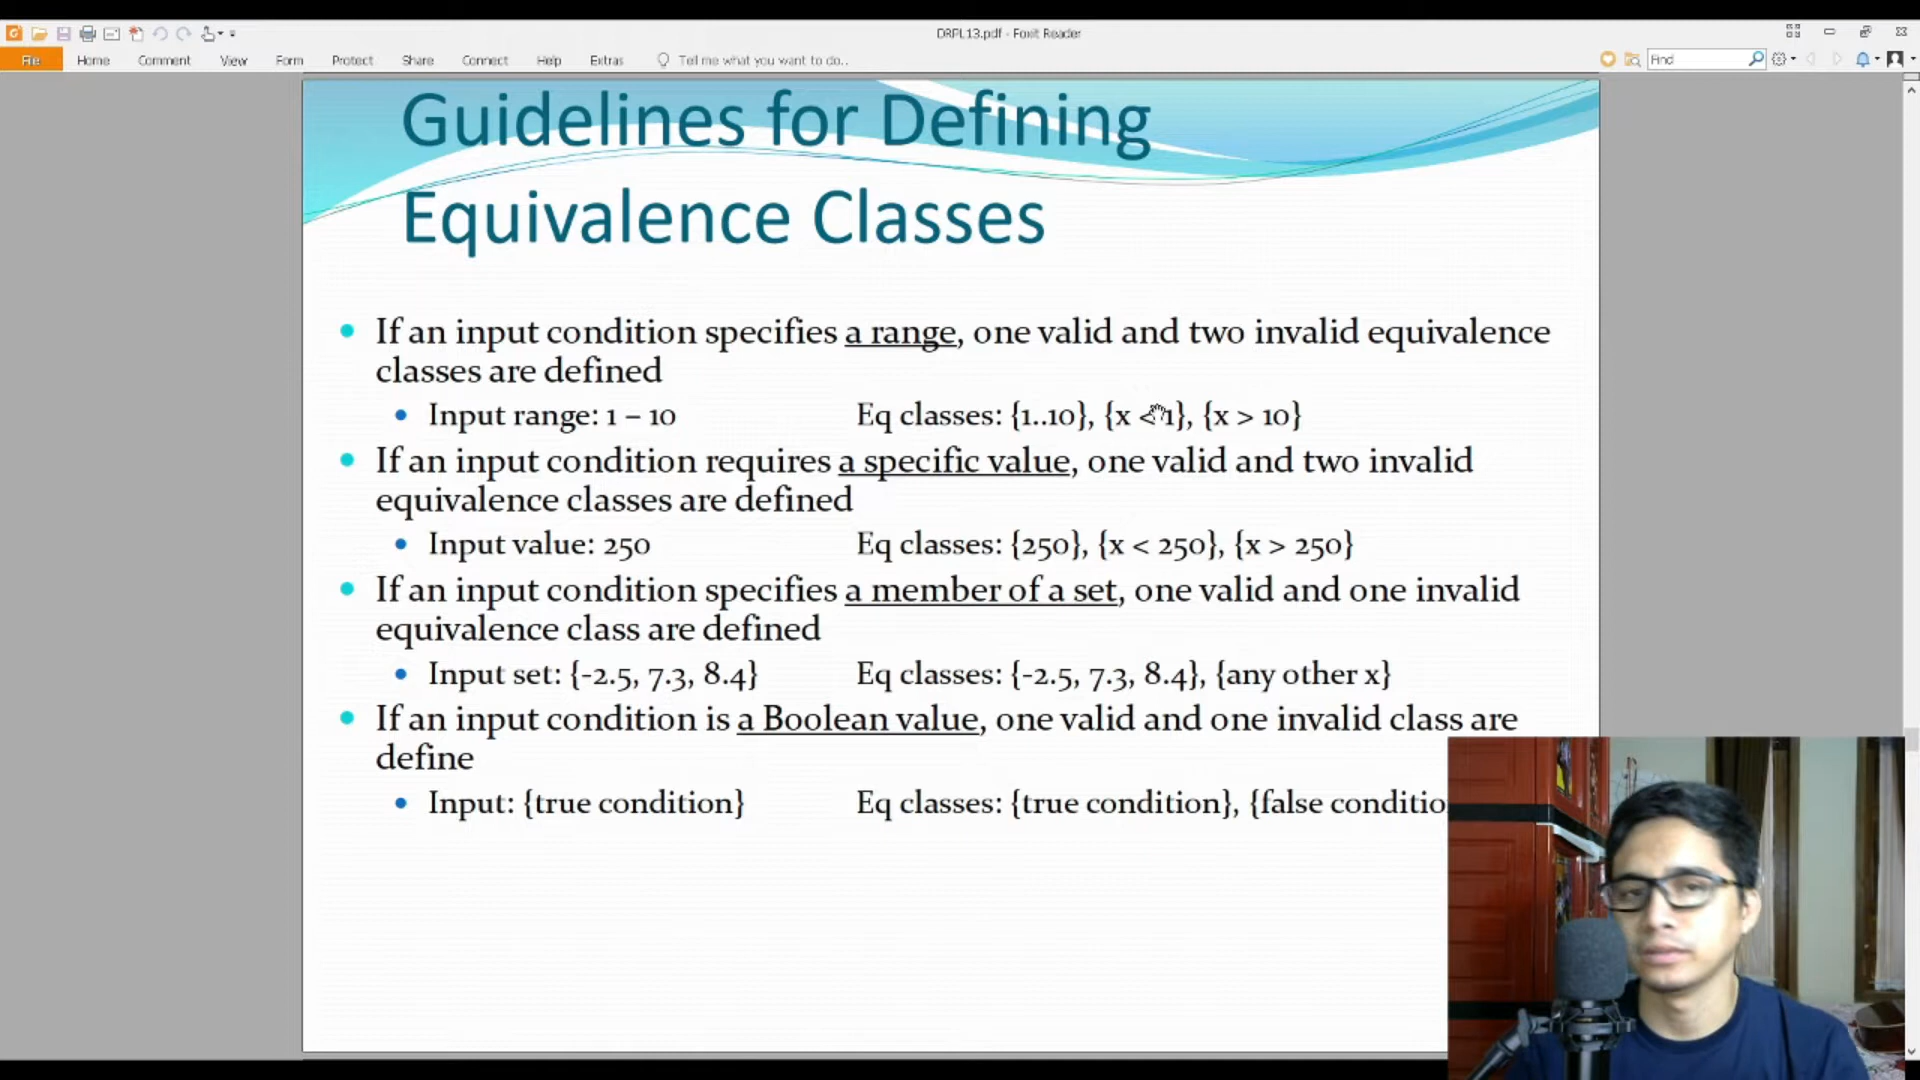 DRPL13.pdf - Foxit Reader
File Home Comment View Form Protect Share Connect Help Extras Tell me what you want to do.. Find
Guidelines for Defining
Equivalence Classes
If an input condition specifies a range, one valid and two invalid equivalence
classes are defined
Input range: 1 – 10 Eq classes: {1..10}, {x < 1}, {x > 10}
If an input condition requires a specific value, one valid and two invalid
equivalence classes are defined
Input value: 250 Eq classes: {250}, {x < 250}, {x > 250}
If an input condition specifies a member of a set, one valid and one invalid
equivalence class are defined
Input set: {-2.5, 7.3, 8.4} Eq classes: {-2.5, 7.3, 8.4}, {any other x}
If an input condition is a Boolean value, one valid and one invalid class are
define
Input: {true condition} Eq classes: {true condition}, {false conditio